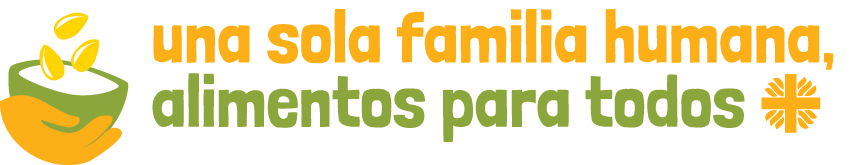 una sola familia humana,
alimentos para todos